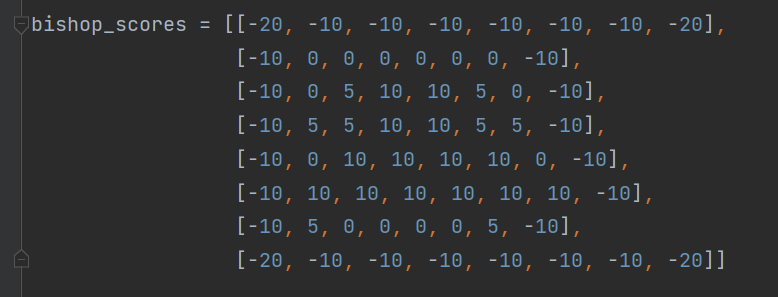 bishop_scores = [[-20, -10, -10, -10, -10, -10, -10, -20],
[-10, 0, 0, 0, 0, 0, 0, -10],
[-10, 0, 5, 10, 10, 5, 0, -10],
[-10, 5, 5, 10, 10, 5, 5, -10],
[-10, 0, 10, 10, 10, 10, 0, -10],
[-10, 10, 10, 10, 10, 10, 10, -10],
[-10, 5, 0, 0, 0, 0, 5, -10],
[-20, -10, -10, -10, -10, -10, -10, -20]]